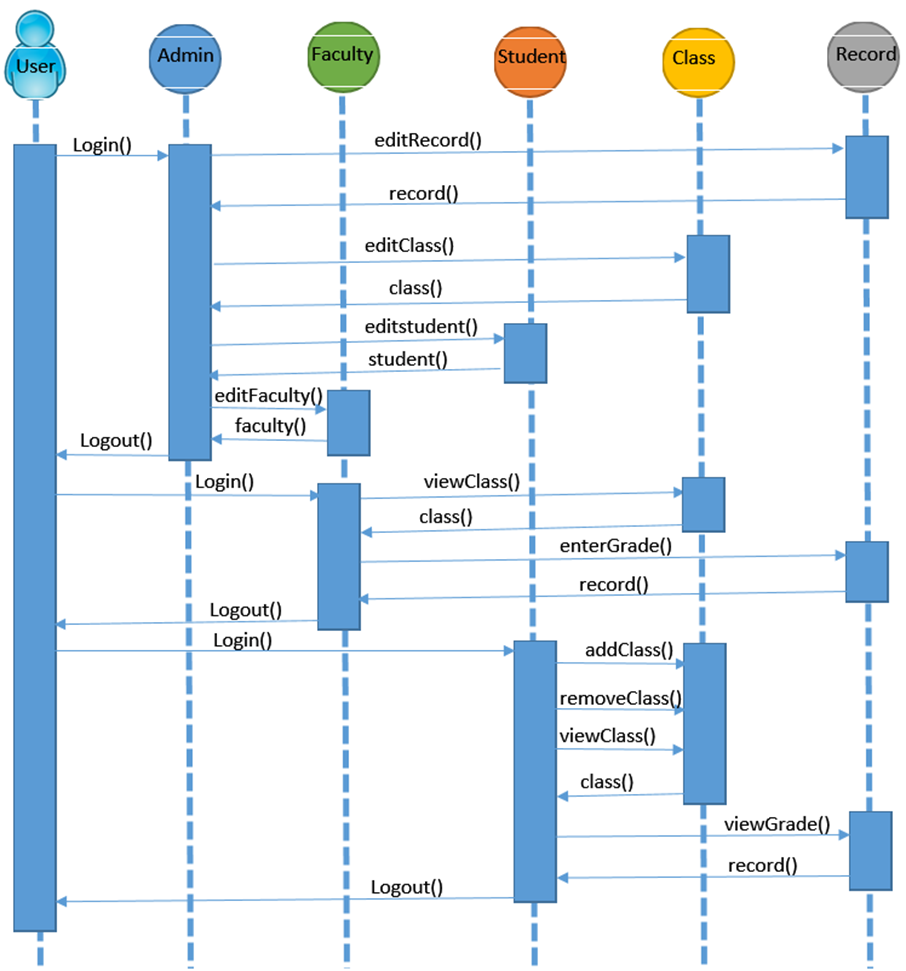 User
Admin
Faculty
Student
Class
Record
Login()
editRecord()
record()
editClass()
class()
editstudent()
student()
editFaculty()
faculty()
Logout()
Login()
viewClass()
class()
enterGrade()
record()
Logout()
Login()
addClass()
removeClass()
viewClass()
class()
viewGrade()
record()
Logout()